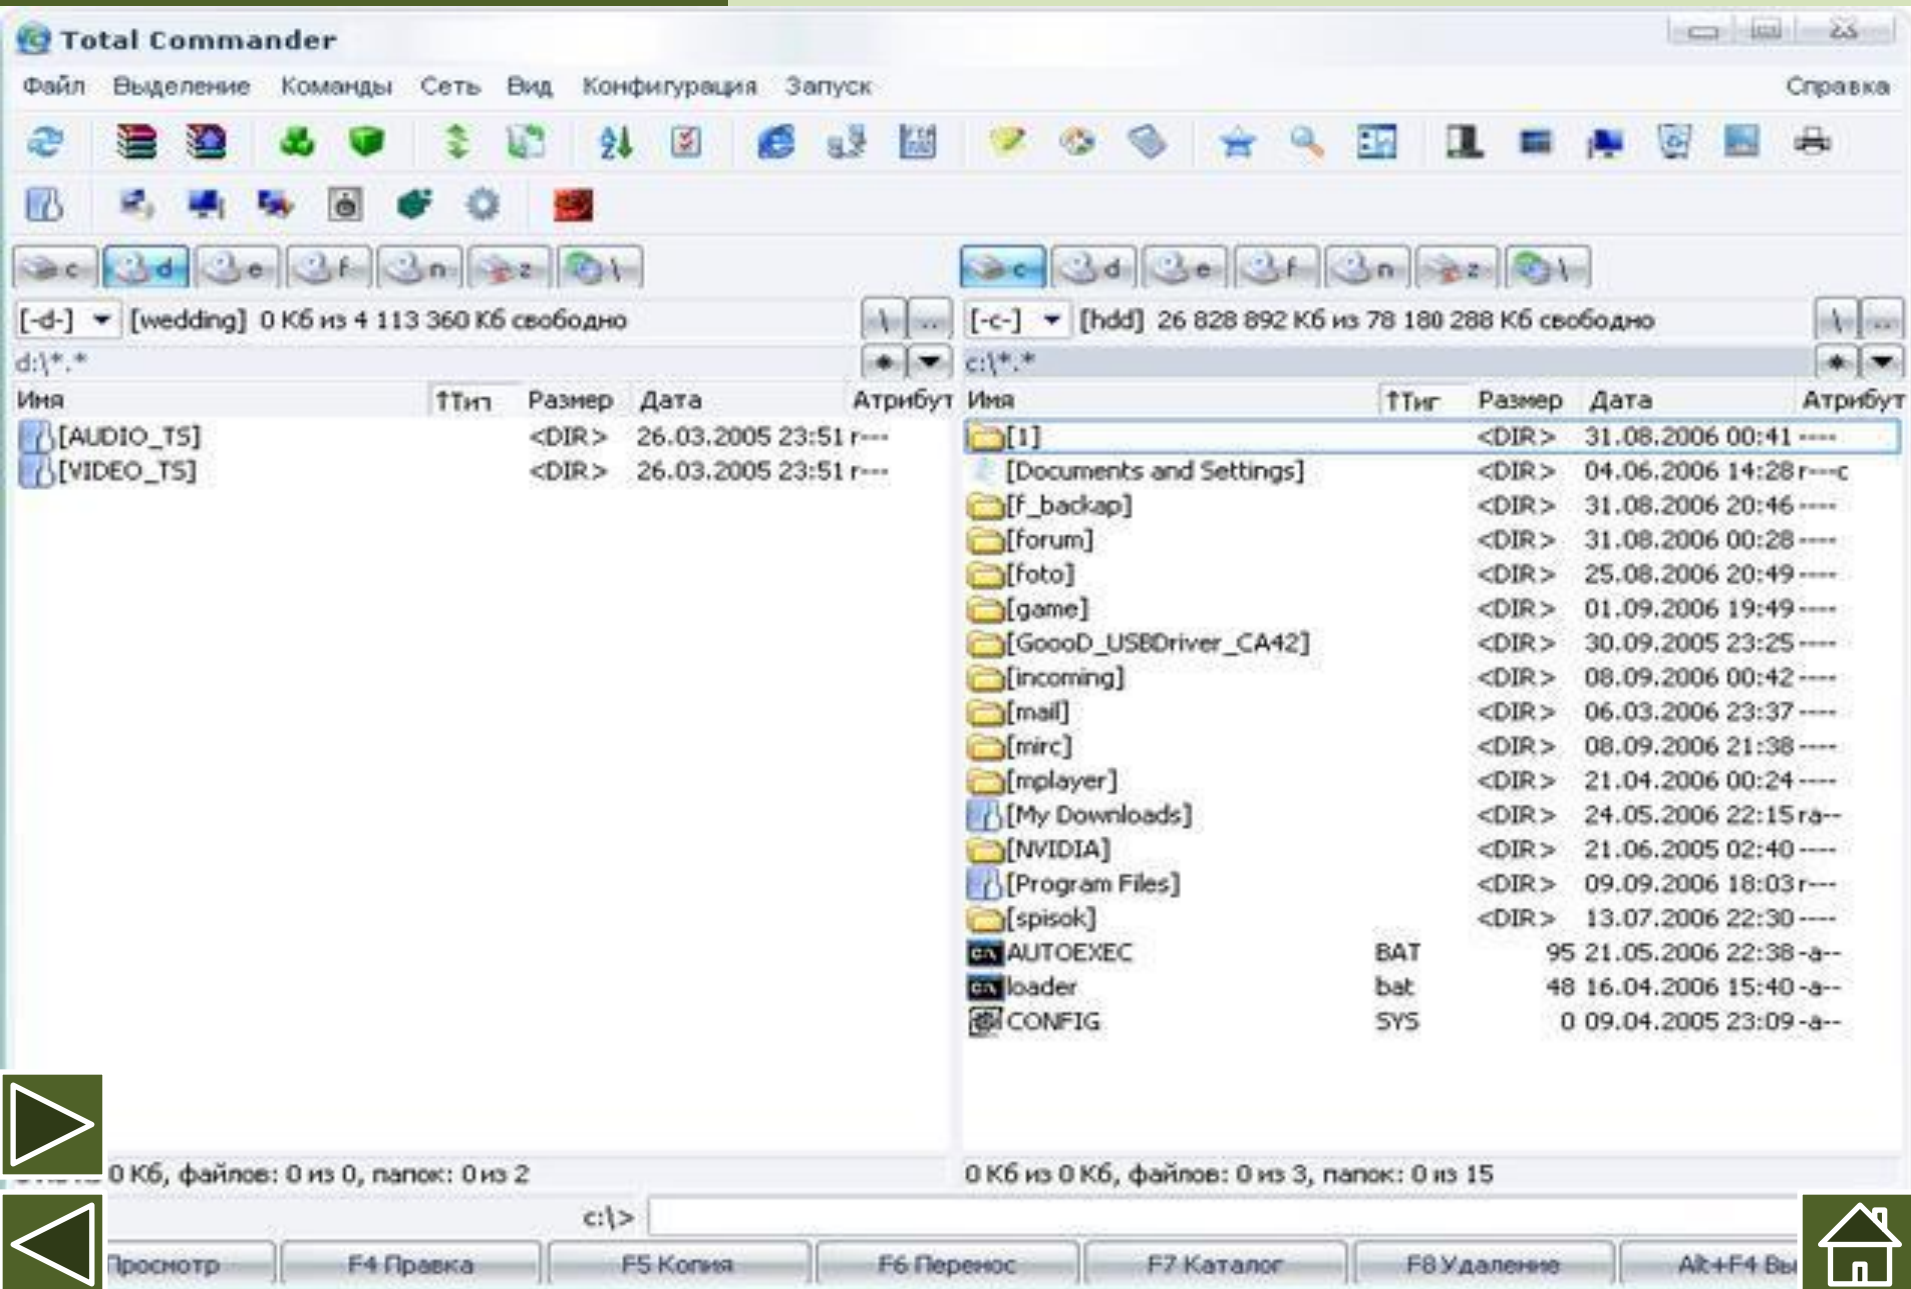 Total Commander
Файл Выделение Команды Сеть Вид Конфигурация Запуск Справка
c d e f n z \
[-d-] [wedding] 0 Кб из 4 113 360 Кб свободно \ ..
d:\*.* * ▼
Имя ↑Тип Размер Дата Атрибут
[AUDIO_TS] <DIR> 26.03.2005 23:51 r---
[VIDEO_TS] <DIR> 26.03.2005 23:51 r---
0 Кб, файлов: 0 из 0, папок: 0 из 2
c d e f n z \
[-c-] [hdd] 26 828 892 Кб из 78 180 288 Кб свободно \ ..
c:\*.* * ▼
Имя ↑Тиг Размер Дата Атрибут
[1] <DIR> 31.08.2006 00:41 ----
[Documents and Settings] <DIR> 04.06.2006 14:28 r---c
[f_backap] <DIR> 31.08.2006 20:46 ----
[forum] <DIR> 31.08.2006 00:28 ----
[foto] <DIR> 25.08.2006 20:49 ----
[game] <DIR> 01.09.2006 19:49 ----
[GoooD_USBDriver_CA42] <DIR> 30.09.2005 23:25 ----
[incoming] <DIR> 08.09.2006 00:42 ----
[mail] <DIR> 06.03.2006 23:37 ----
[mirc] <DIR> 08.09.2006 21:38 ----
[mplayer] <DIR> 21.04.2006 00:24 ----
[My Downloads] <DIR> 24.05.2006 22:15 ra--
[NVIDIA] <DIR> 21.06.2005 02:40 ----
[Program Files] <DIR> 09.09.2006 18:03 r---
[spisok] <DIR> 13.07.2006 22:30 ----
AUTOEXEC BAT 95 21.05.2006 22:38 -a--
loader bat 48 16.04.2006 15:40 -a--
CONFIG SYS 0 09.04.2005 23:09 -a--
0 Кб из 0 Кб, файлов: 0 из 3, папок: 0 из 15
c:\>
Просмотр F4 Правка F5 Копия F6 Перенос F7 Каталог F8 Удаление Alt+F4 Вы